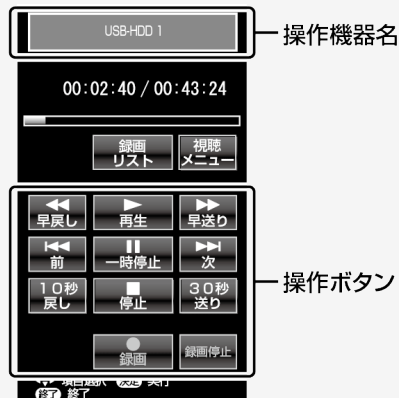 USB-HDD 1
操作機器名
00:02:40 / 00:43:24
録画
リスト
視聴
メニュー
早戻し
再生
早送り
前
一時停止
次
操作ボタン
10秒
戻し
停止
30秒
送り
録画
録画停止
項目選択 決定 実行
終了 終了